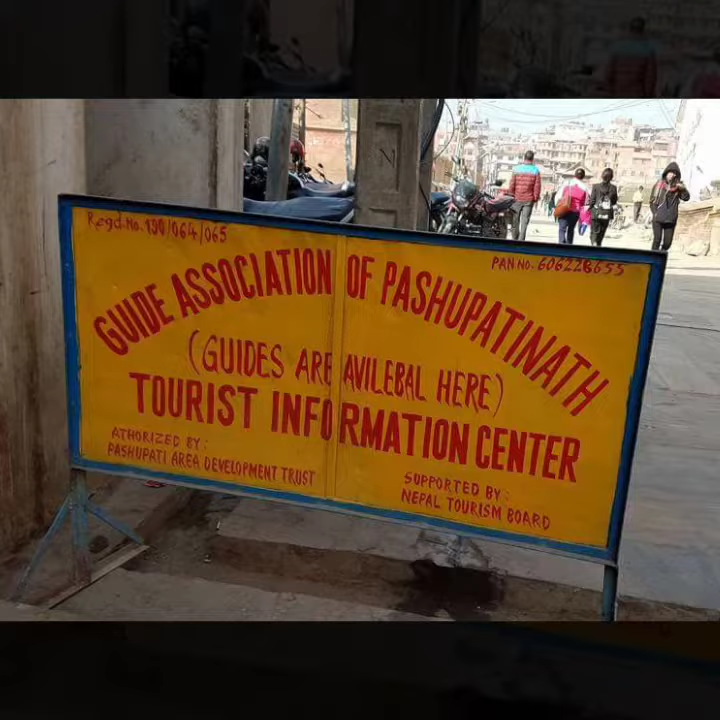 Regd. No. 190/064/065
PAN NO. 606228655
GUIDE ASSOCIATION OF PASHUPATINATH
(GUIDES ARE AVILEBAL HERE)
TOURIST INFORMATION CENTER
ATHORIZED BY:
PASHUPATI AREA DEVELOPMENT TRUST
SUPPORTED BY:
NEPAL TOURISM BOARD